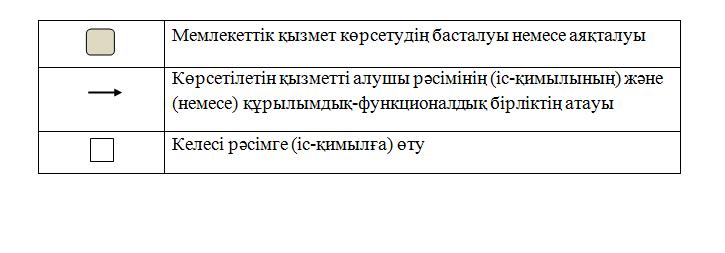 Мемлекеттік қызмет көрсетудің басталуы немесе аяқталуы
Көрсетілетін қызметті алушы рәсімінің (іс-қимылының) және
(немесе) құрылымдық-функционалдық бірліктің атауы
Келесі рәсімге (іс-қимылға) өту